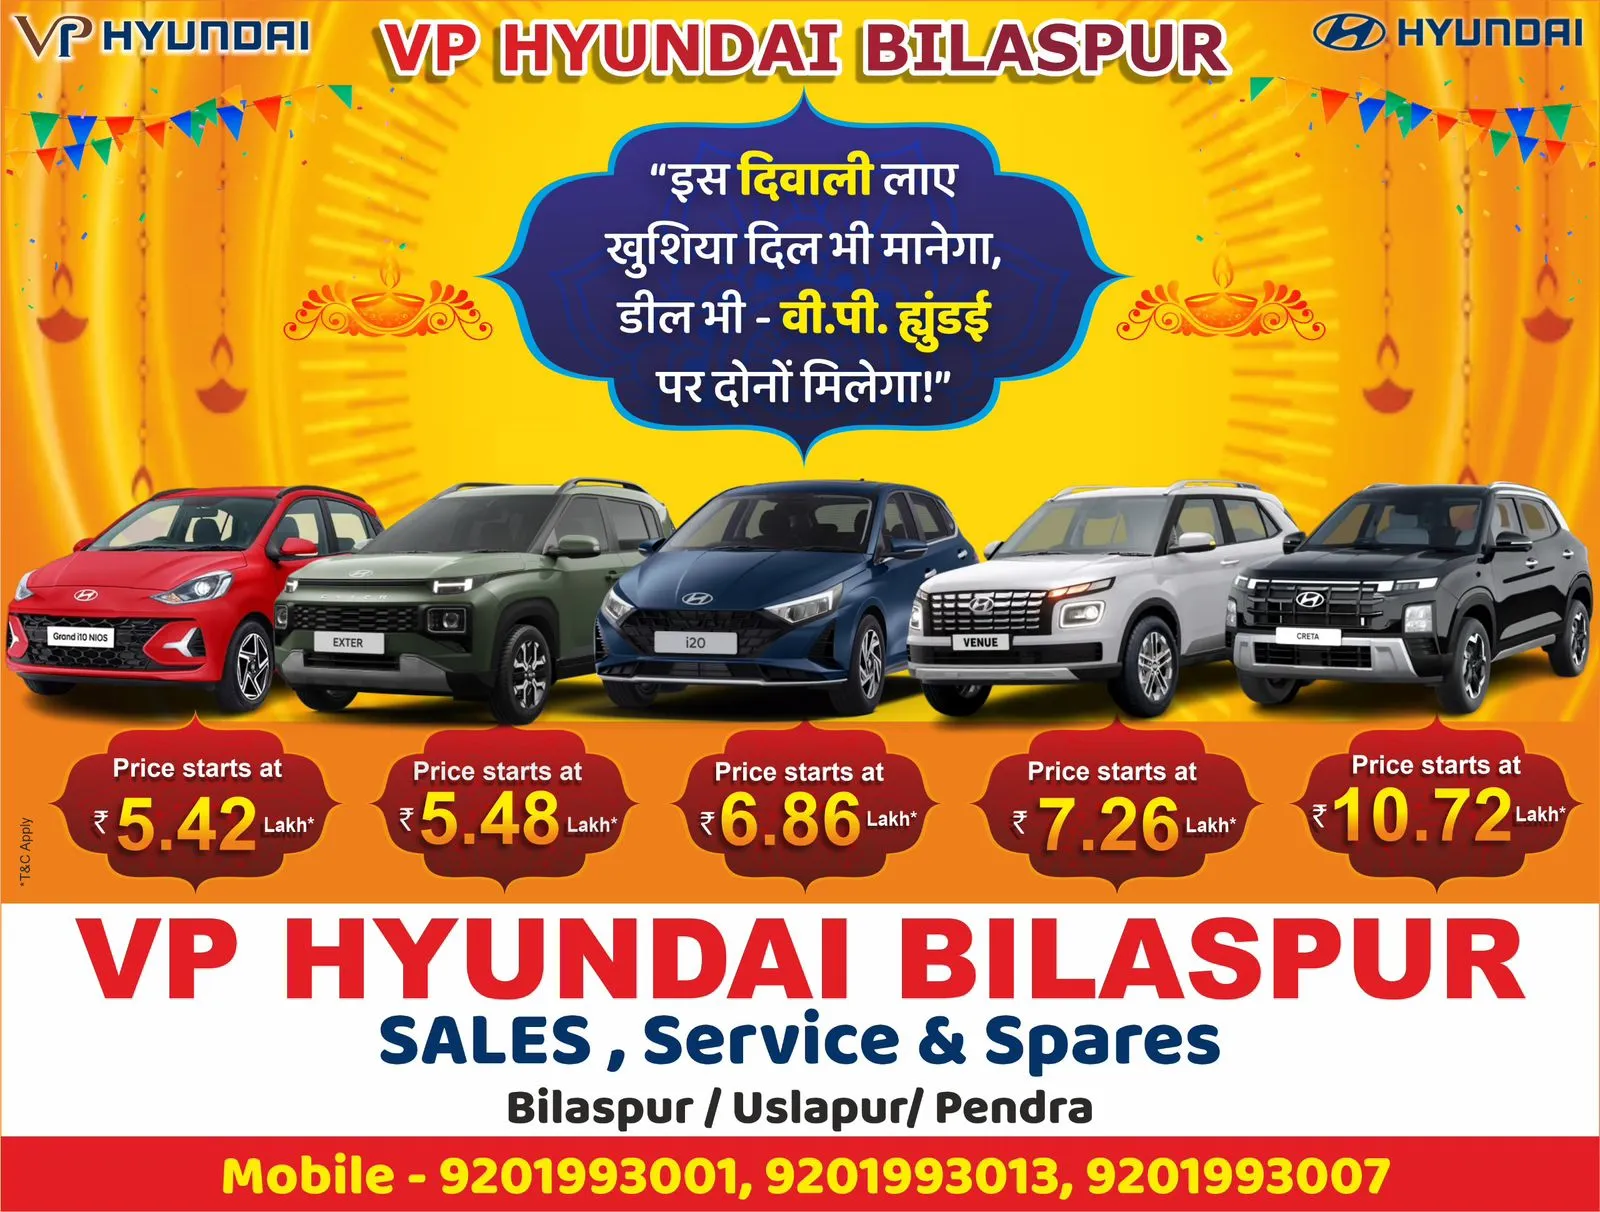 VP HYUNDAI
VP HYUNDAI BILASPUR
HYUNDAI
“इस दिवाली लाए
खुशिया दिल भी मानेगा,
डील भी - वी.पी. ह्युंडई
पर दोनों मिलेगा!”
Grand i10 NIOS
EXTER
i20
VENUE
CRETA
Price starts at
₹ 5.42 Lakh*
Price starts at
₹ 5.48 Lakh*
Price starts at
₹ 6.86 Lakh*
Price starts at
₹ 7.26 Lakh*
Price starts at
₹ 10.72 Lakh*
*T&C Apply
VP HYUNDAI BILASPUR
SALES , Service & Spares
Bilaspur / Uslapur/ Pendra
Mobile - 9201993001, 9201993013, 9201993007